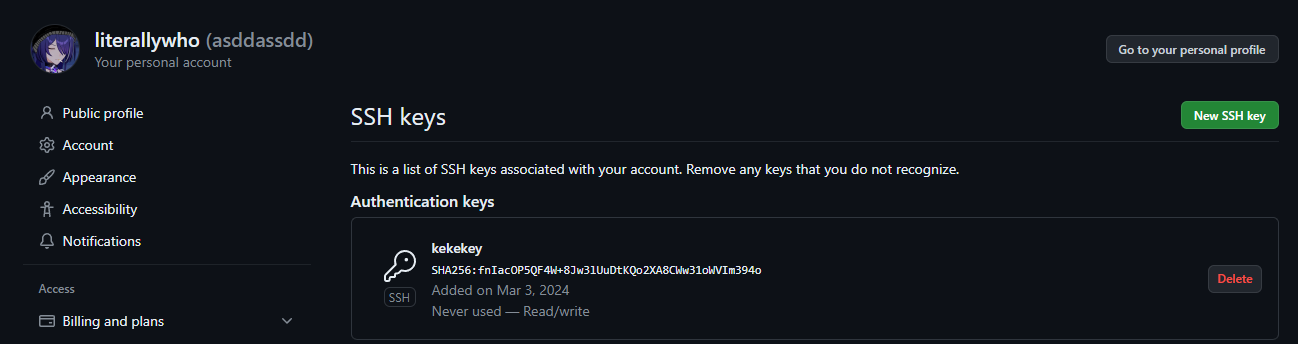 literallywho (asddassdd)
Your personal account
Go to your personal profile
Public profile
Account
Appearance
Accessibility
Notifications
Access
Billing and plans
SSH keys
New SSH key
This is a list of SSH keys associated with your account. Remove any keys that you do not recognize.
Authentication keys
kekekey
SHA256:fnIacOP5QF4W+8Jw3lUuDtKQo2XA8CWw31oWVIm394o
SSH
Added on Mar 3, 2024
Never used — Read/write
Delete